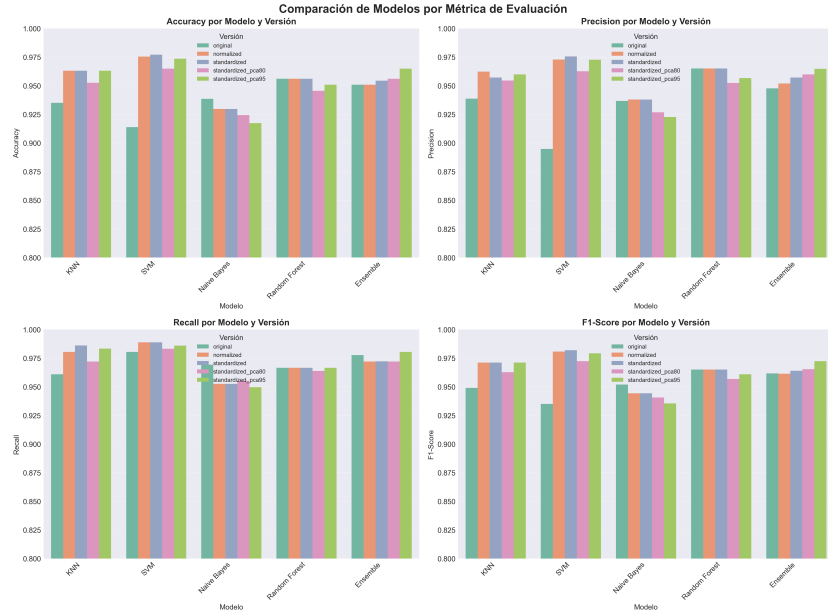 Comparación de Modelos por Métrica de Evaluación
Accuracy por Modelo y Versión
Accuracy
1.000
0.975
0.950
0.925
0.900
0.875
0.850
0.825
0.800
Versión
original
normalized
standardized
standardized_pca80
standardized_pca95
KNN
SVM
Naive Bayes
Random Forest
Ensemble
Modelo
Precision por Modelo y Versión
Precision
1.000
0.975
0.950
0.925
0.900
0.875
0.850
0.825
0.800
Versión
original
normalized
standardized
standardized_pca80
standardized_pca95
KNN
SVM
Naive Bayes
Random Forest
Ensemble
Modelo
Recall por Modelo y Versión
Recall
1.000
0.975
0.950
0.925
0.900
0.875
0.850
0.825
0.800
Versión
original
normalized
standardized
standardized_pca80
standardized_pca95
KNN
SVM
Naive Bayes
Random Forest
Ensemble
Modelo
F1-Score por Modelo y Versión
F1-Score
1.000
0.975
0.950
0.925
0.900
0.875
0.850
0.825
0.800
Versión
original
normalized
standardized
standardized_pca80
standardized_pca95
KNN
SVM
Naive Bayes
Random Forest
Ensemble
Modelo